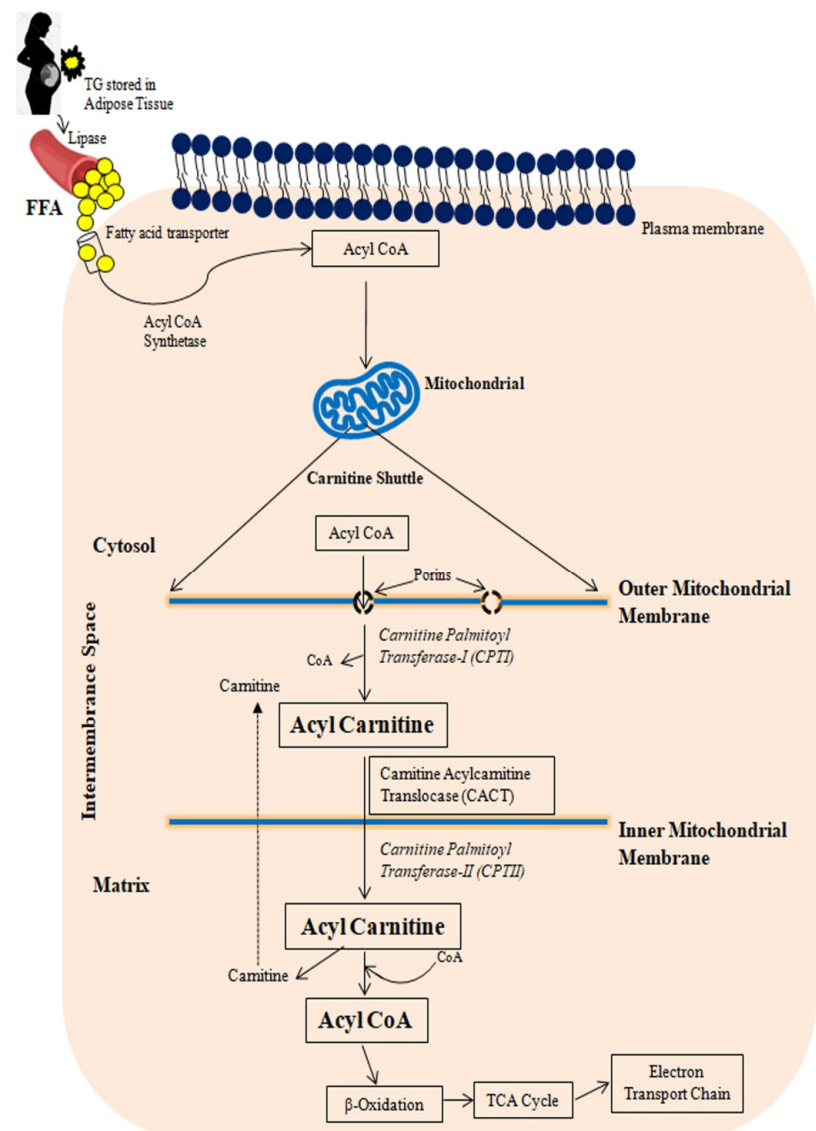 TG stored in
Adipose Tissue
Lipase
FFA
Fatty acid transporter
Plasma membrane
Acyl CoA
Acyl CoA
Synthetase
Mitochondrial
Carnitine Shuttle
Acyl CoA
Cytosol
Porins
Outer Mitochondrial
Membrane
Carnitine Palmitoyl
Transferase-I (CPTI)
CoA
Carnitine
Intermembrance Space
Acyl Carnitine
Carnitine Acylcarnitine
Translocase (CACT)
Inner Mitochondrial
Membrane
Carnitine Palmitoyl
Transferase-II (CPTII)
Matrix
Acyl Carnitine
CoA
Carnitine
Acyl CoA
β-Oxidation
TCA Cycle
Electron
Transport Chain